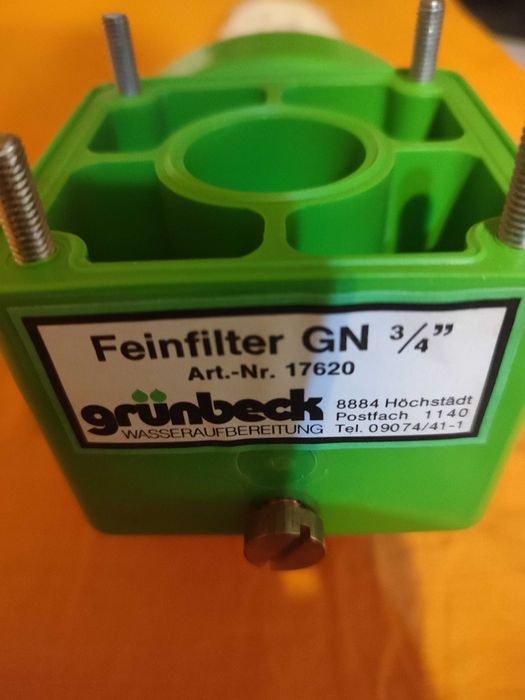 Feinfilter GN ¾”
Art.-Nr. 17620
grünbeck
WASSERAUFBEREITUNG
8884 Höchstädt
Postfach 1140
Tel. 09074/41-1